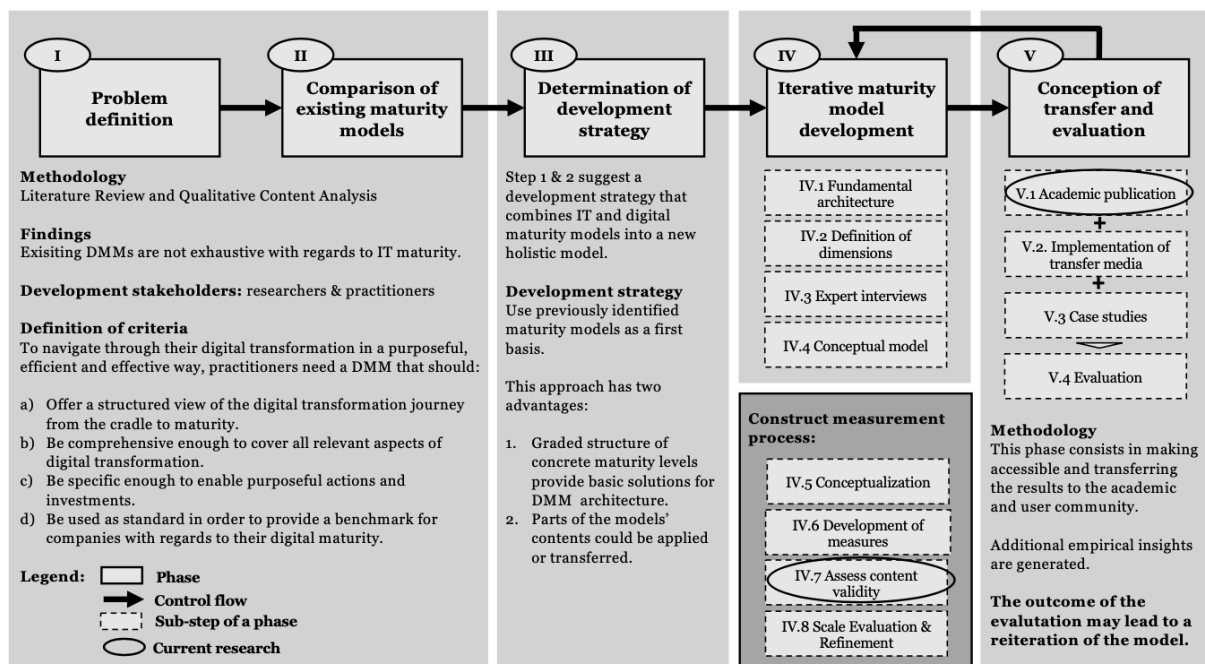 I
Problem
definition
II
Comparison of
existing maturity
models
III
Determination of
development
strategy
IV
Iterative maturity
model
development
V
Conception of
transfer and
evaluation
Methodology
Literature Review and Qualitative Content Analysis
Findings
Exisiting DMMs are not exhaustive with regards to IT maturity.
Development stakeholders: researchers & practitioners
Definition of criteria
To navigate through their digital transformation in a purposeful,
efficient and effective way, practitioners need a DMM that should:
a) Offer a structured view of the digital transformation journey
from the cradle to maturity.
b) Be comprehensive enough to cover all relevant aspects of
digital transformation.
c) Be specific enough to enable purposeful actions and
investments.
d) Be used as standard in order to provide a benchmark for
companies with regards to their digital maturity.
Legend:
Phase
Control flow
Sub-step of a phase
Current research
Step 1 & 2 suggest a
development strategy that
combines IT and digital
maturity models into a new
holistic model.
Development strategy
Use previously identified
maturity models as a first
basis.
This approach has two
advantages:
1. Graded structure of
concrete maturity levels
provide basic solutions for
DMM architecture.
2. Parts of the models'
contents could be applied
or transferred.
IV.1 Fundamental
architecture
IV.2 Definition of
dimensions
IV.3 Expert interviews
IV.4 Conceptual model
Construct measurement
process:
IV.5 Conceptualization
IV.6 Development of
measures
IV.7 Assess content
validity
IV.8 Scale Evaluation &
Refinement
V.1 Academic publication
+
V.2. Implementation of
transfer media
+
V.3 Case studies
V.4 Evaluation
Methodology
This phase consists in making
accessible and transferring
the results to the academic
and user community.
Additional empirical insights
are generated.
The outcome of the
evalutation may lead to a
reiteration of the model.